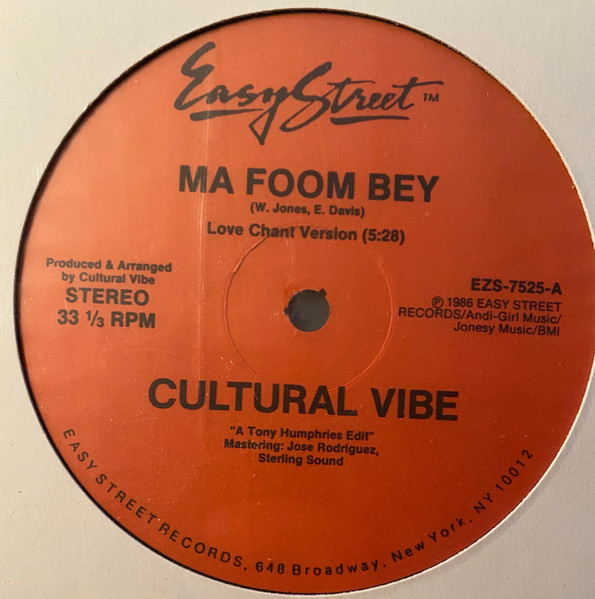 Easy Street™
MA FOOM BEY
(W. Jones, E. Davis)
Love Chant Version (5:28)
Produced & Arranged
by Cultural Vibe
STEREO
33 ⅓ RPM
EZS-7525-A
℗ 1986 EASY STREET
RECORDS/Andi-Girl Music/
Jonesy Music/BMI
CULTURAL VIBE
"A Tony Humphries Edit"
Mastering: Jose Rodriguez,
Sterling Sound
EASY STREET RECORDS, 648 Broadway, New York, NY 10012